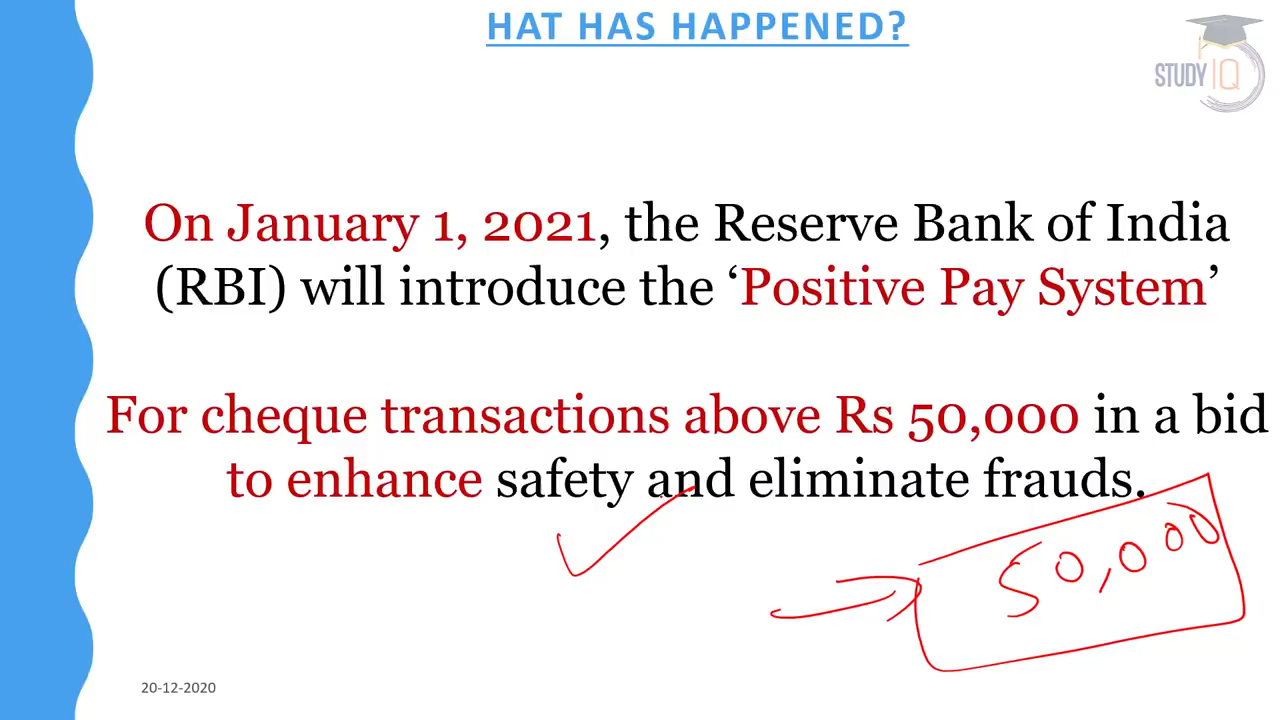 HAT HAS HAPPENED?
STUDY IQ
On January 1, 2021, the Reserve Bank of India
(RBI) will introduce the ‘Positive Pay System’
For cheque transactions above Rs 50,000 in a bid
to enhance safety and eliminate frauds.
50,000
20-12-2020